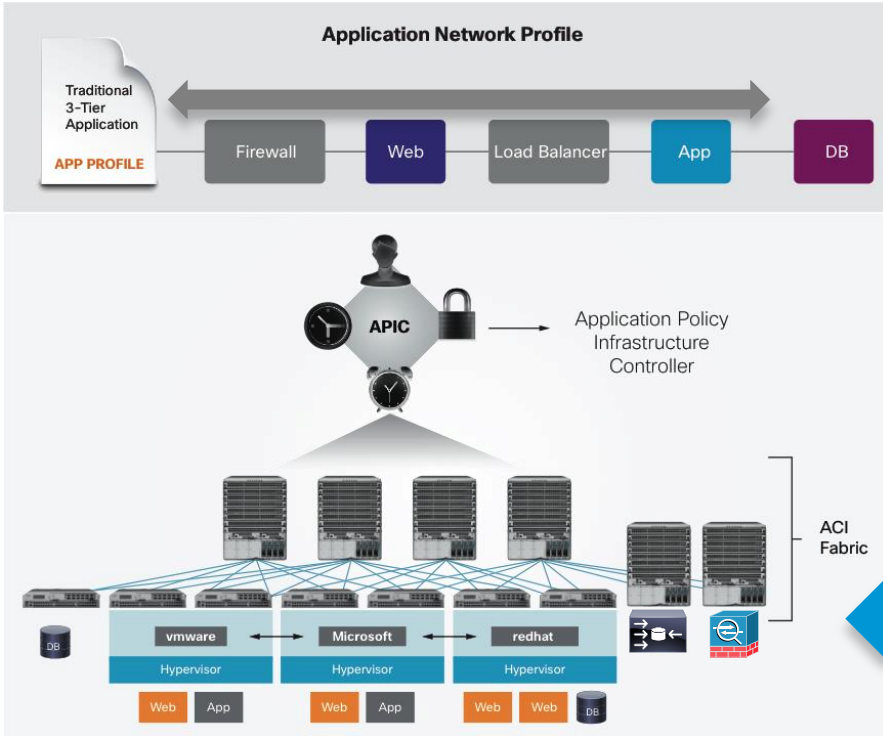 Application Network Profile
Traditional
3-Tier
Application
APP PROFILE
Firewall
Web
Load Balancer
App
DB
APIC
Application Policy
Infrastructure
Controller
ACI
Fabric
DB
vmware
Microsoft
redhat
Hypervisor
Hypervisor
Hypervisor
Web
App
Web
App
Web
Web
DB